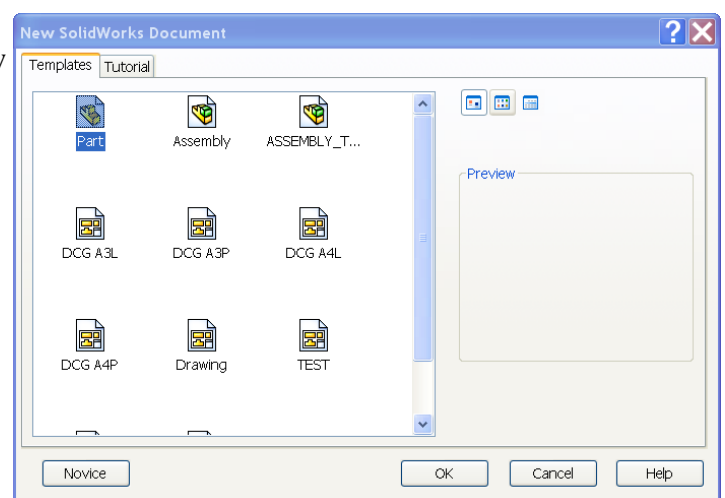 New SolidWorks Document
y
Templates Tutorial
Part Assembly ASSEMBLY_T...
Preview
DCG A3L DCG A3P DCG A4L
DCG A4P Drawing TEST
Novice OK Cancel Help